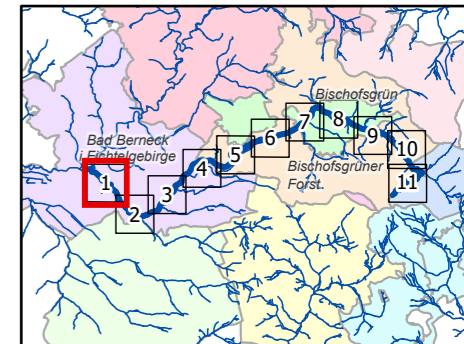 Bischofsgrün
7
8
6
9
Bad Berneck
i Fichtelgebirge
5
10
4
Bischofsgrüner
Forst.
1
3
11
2